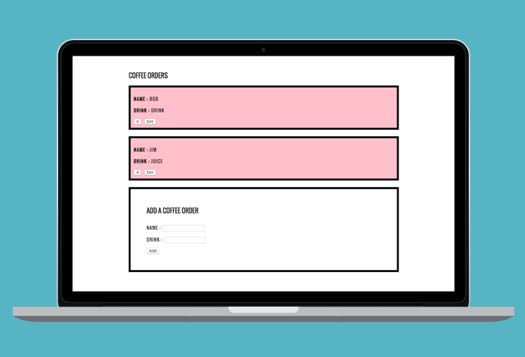 COFFEE ORDERS
NAME : BOB
DRINK : DRINK
X Edit
NAME : JIM
DRINK : JUICE
X Edit
ADD A COFFEE ORDER
NAME :
DRINK :
Add